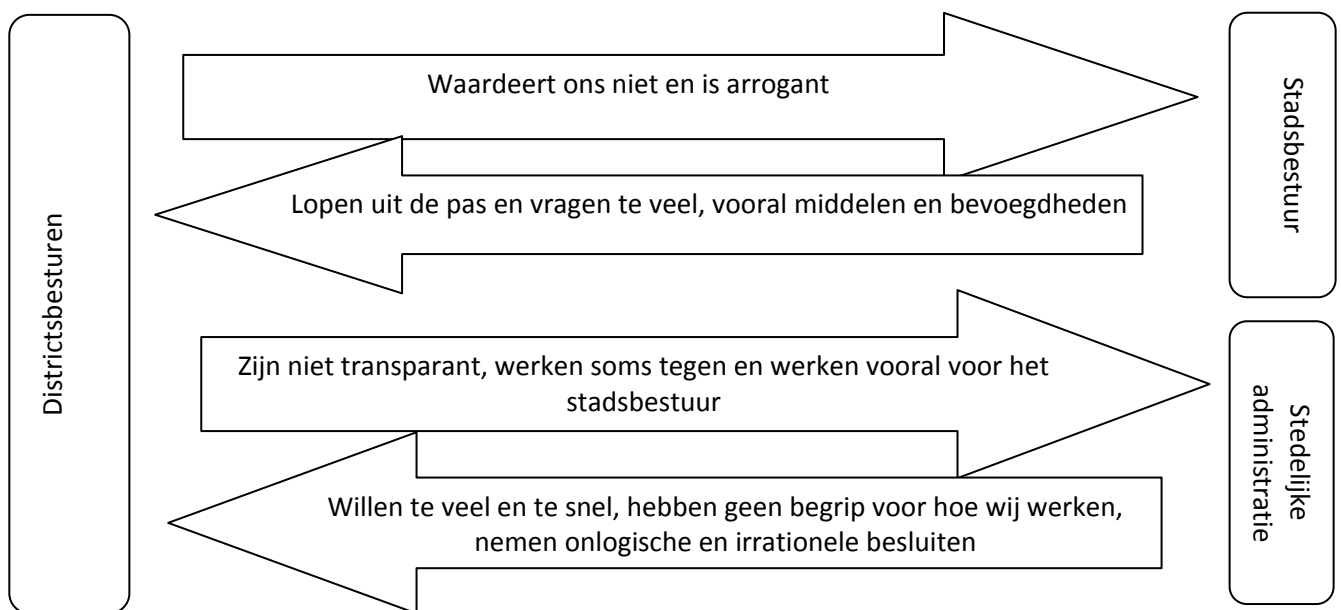 Districtsbesturen
Waardeert ons niet en is arrogant
Lopen uit de pas en vragen te veel, vooral middelen en bevoegdheden
Zijn niet transparant, werken soms tegen en werken vooral voor het
stadsbestuur
Willen te veel en te snel, hebben geen begrip voor hoe wij werken,
nemen onlogische en irrationele besluiten
Stadsbestuur
Stedelijke
administratie